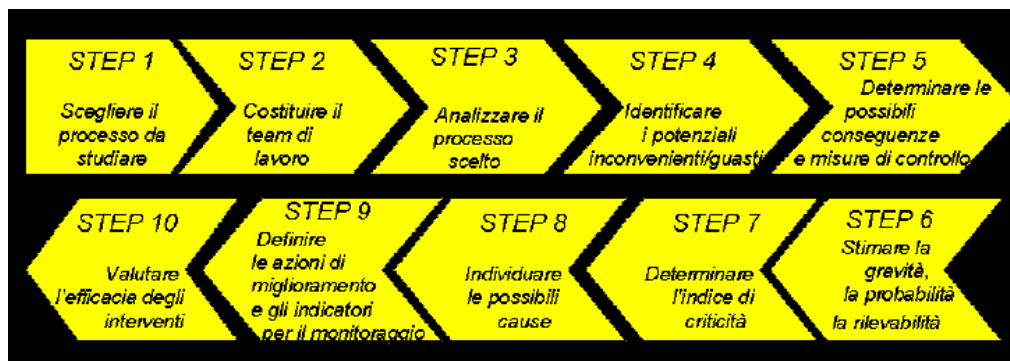 STEP 1
Scegliere il
processo da
studiare
STEP 2
Costituire il
team di
lavoro
STEP 3
Analizzare il
processo
scelto
STEP 4
Identificare
i potenziali
inconvenienti/guasti
STEP 5
Determinare le
possibili
conseguenze
e misure di controllo
STEP 6
Stimare la
gravità,
la probabilità
la rilevabilità
STEP 7
Determinare
l'indice di
criticità
STEP 8
Individuare
le possibili
cause
STEP 9
Definire
le azioni di
miglioramento
e gli indicatori
per il monitoraggio
STEP 10
Valutare
l'efficacia degli
interventi